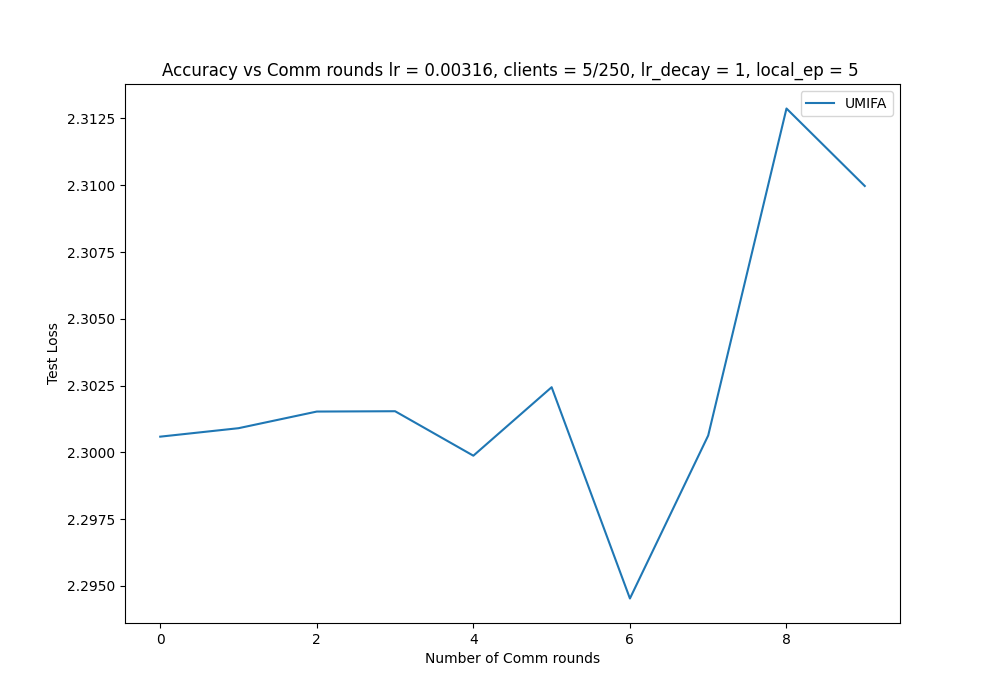 Accuracy vs Comm rounds lr = 0.00316, clients = 5/250, lr_decay = 1, local_ep = 5
UMIFA
2.3125
2.3100
2.3075
2.3050
2.3025
2.3000
2.2975
2.2950
Test Loss
0 2 4 6 8
Number of Comm rounds